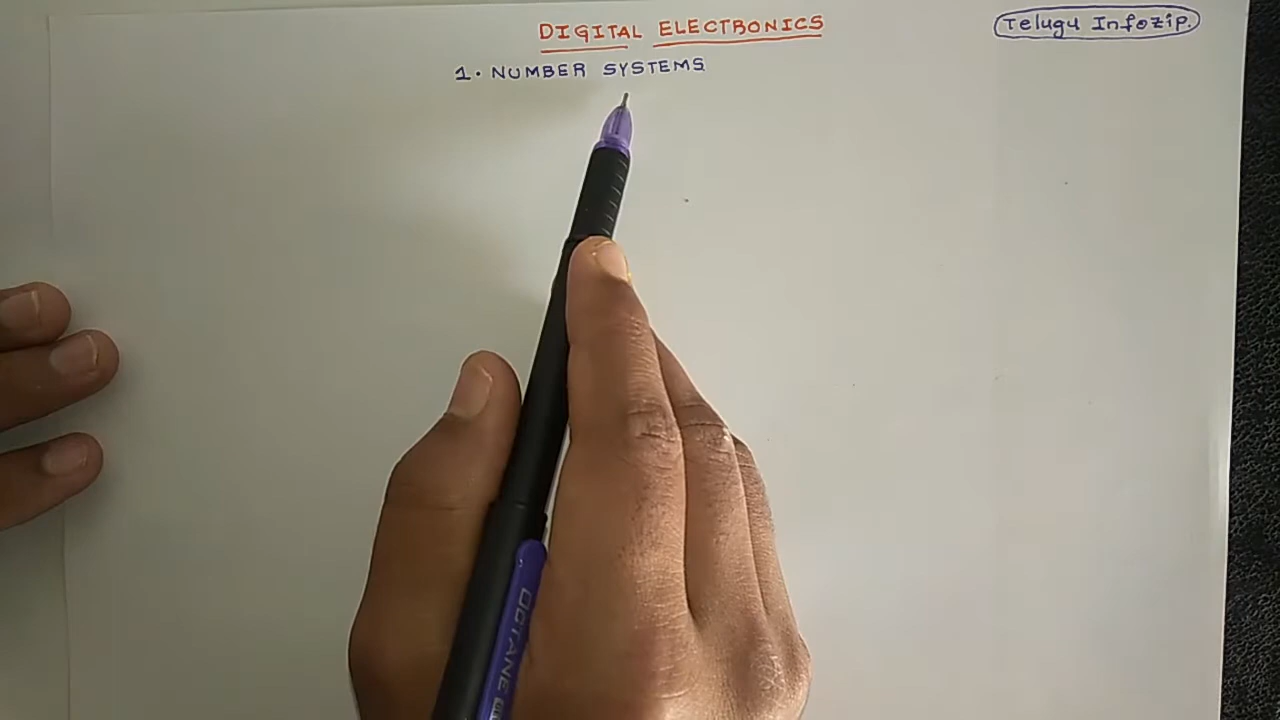 DIGITAL ELECTRONICS
Telugu Infozip.
1. NUMBER SYSTEMS
OCTANE